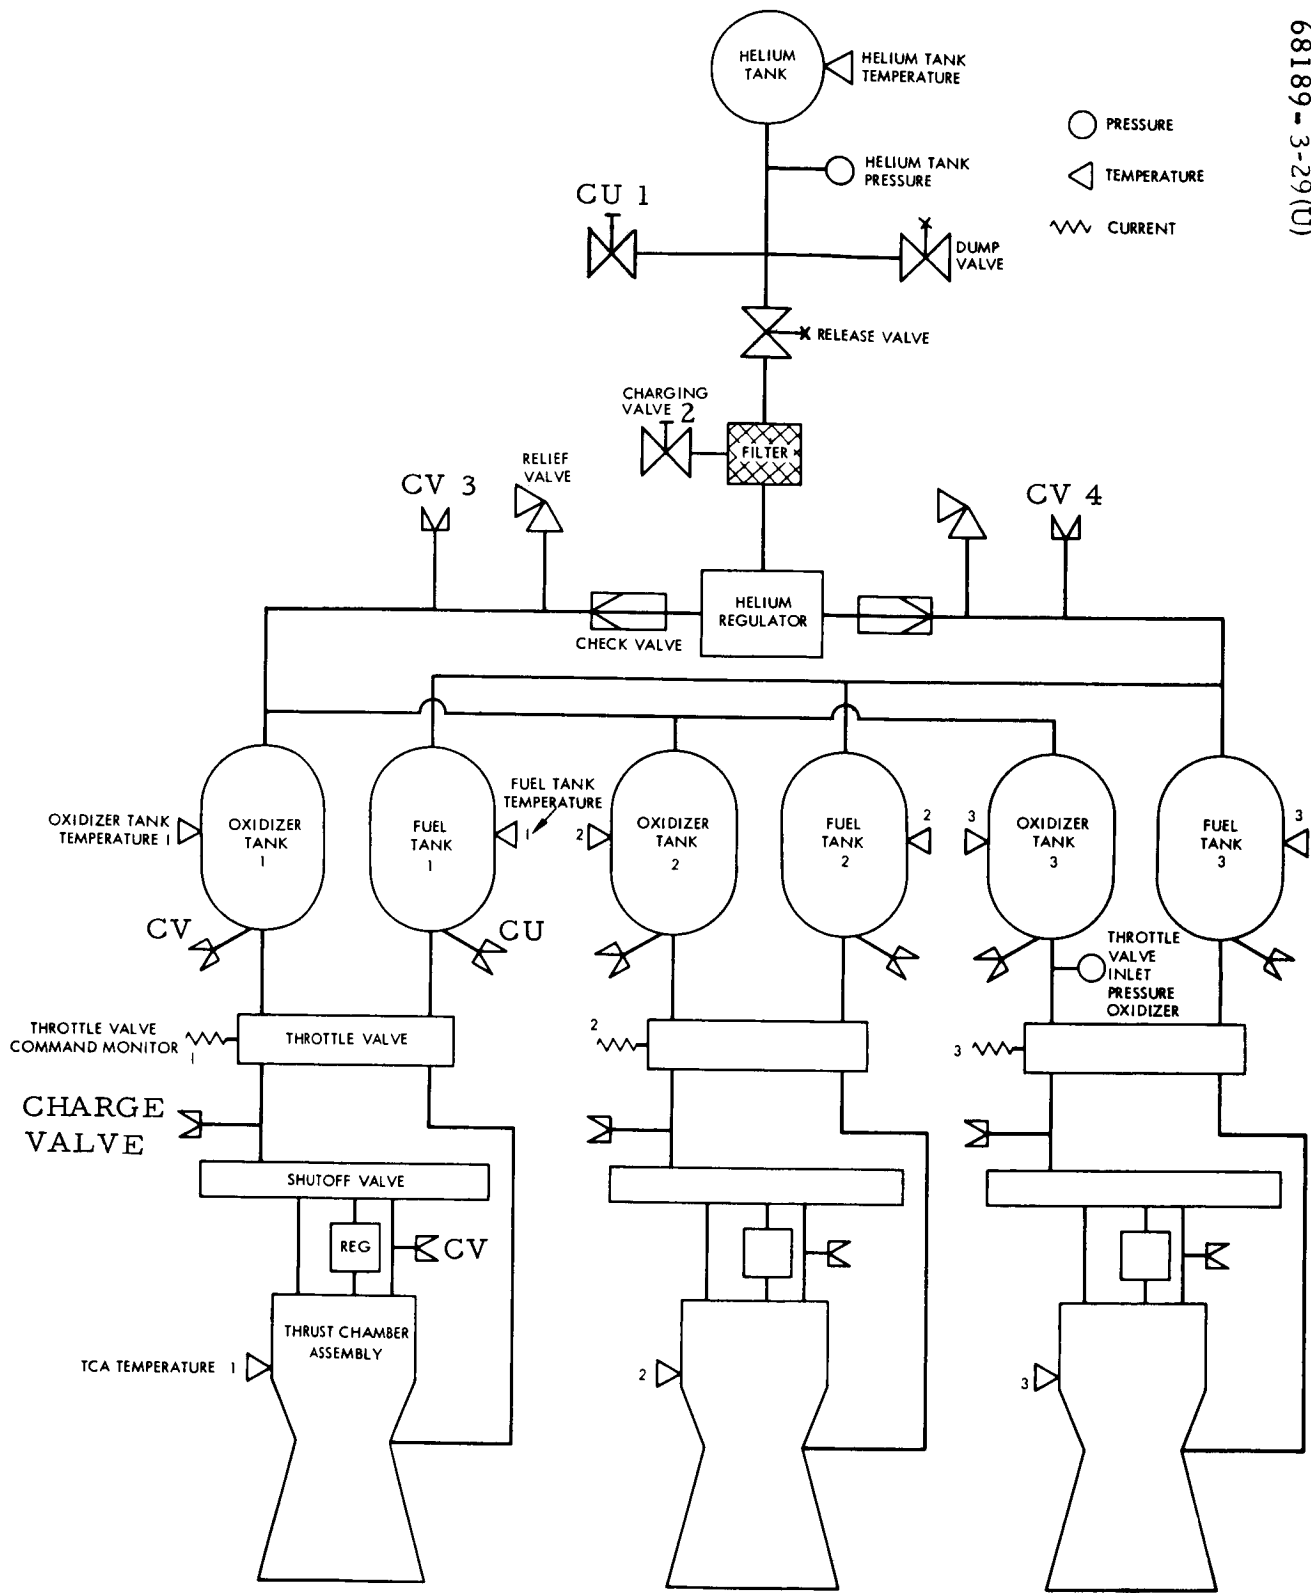 68189-3-29(U)
HELIUM
TANK
HELIUM TANK
TEMPERATURE
PRESSURE
HELIUM TANK
PRESSURE
TEMPERATURE
CU 1
CURRENT
DUMP
VALVE
RELEASE VALVE
CHARGING
VALVE 2
FILTER
RELIEF
VALVE
CV 3
CV 4
HELIUM
REGULATOR
CHECK VALVE
OXIDIZER TANK
TEMPERATURE 1
OXIDIZER
TANK
1
FUEL
TANK
1
FUEL TANK
TEMPERATURE
1
2
OXIDIZER
TANK
2
FUEL
TANK
2
2
3
OXIDIZER
TANK
3
FUEL
TANK
3
3
CV
CU
THROTTLE
VALVE
INLET
PRESSURE
OXIDIZER
THROTTLE VALVE
COMMAND MONITOR
1
THROTTLE VALVE
2
3
CHARGE
VALVE
SHUTOFF VALVE
REG
CV
THRUST CHAMBER
ASSEMBLY
TCA TEMPERATURE 1
2
3